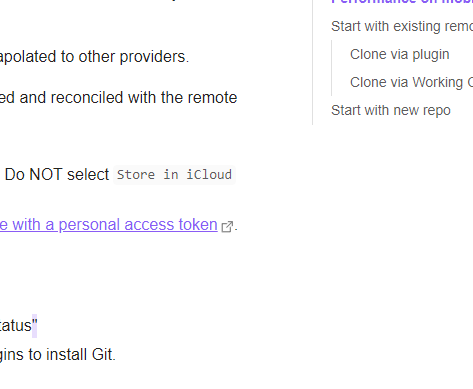 Performance on mobi
Start with existing remo
apolated to other providers.
Clone via plugin
Clone via Working C
ed and reconciled with the remote
Start with new repo
Do NOT select Store in iCloud
e with a personal access token.
tatus"
gins to install Git.